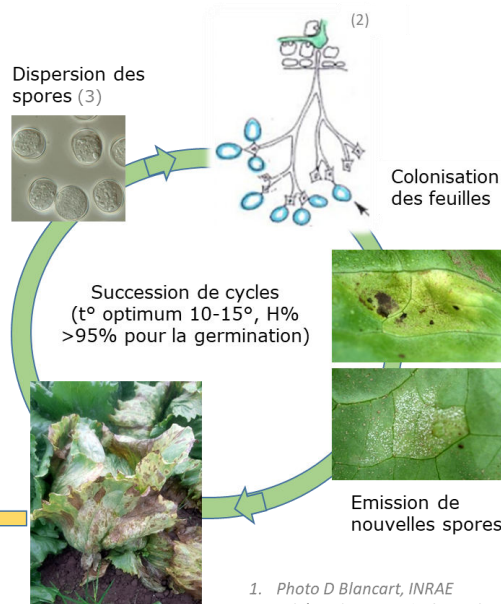 (2)
Dispersion des
spores (3)
Colonisation
des feuilles
Succession de cycles
(t° optimum 10-15°, H%
>95% pour la germination)
Emission de
nouvelles spores
1. Photo D Blancart, INRAE